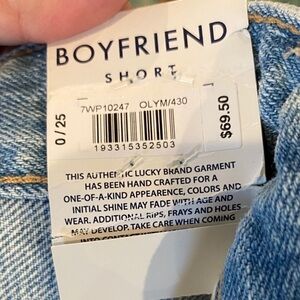 BOYFRIEND
SHORT
7WP10247 OLYM/430
0/25
$69.50
193315352503
THIS AUTHENTIC LUCKY BRAND GARMENT
HAS BEEN HAND CRAFTED FOR A
ONE-OF-A-KIND APPEARANCE, COLORS AND
INITIAL SHINE MAY FADE WITH AGE AND
WEAR. ADDITIONAL RIPS, FRAYS AND HOLES
MAY DEVELOP. TAKE CARE WHEN COMING
INTO